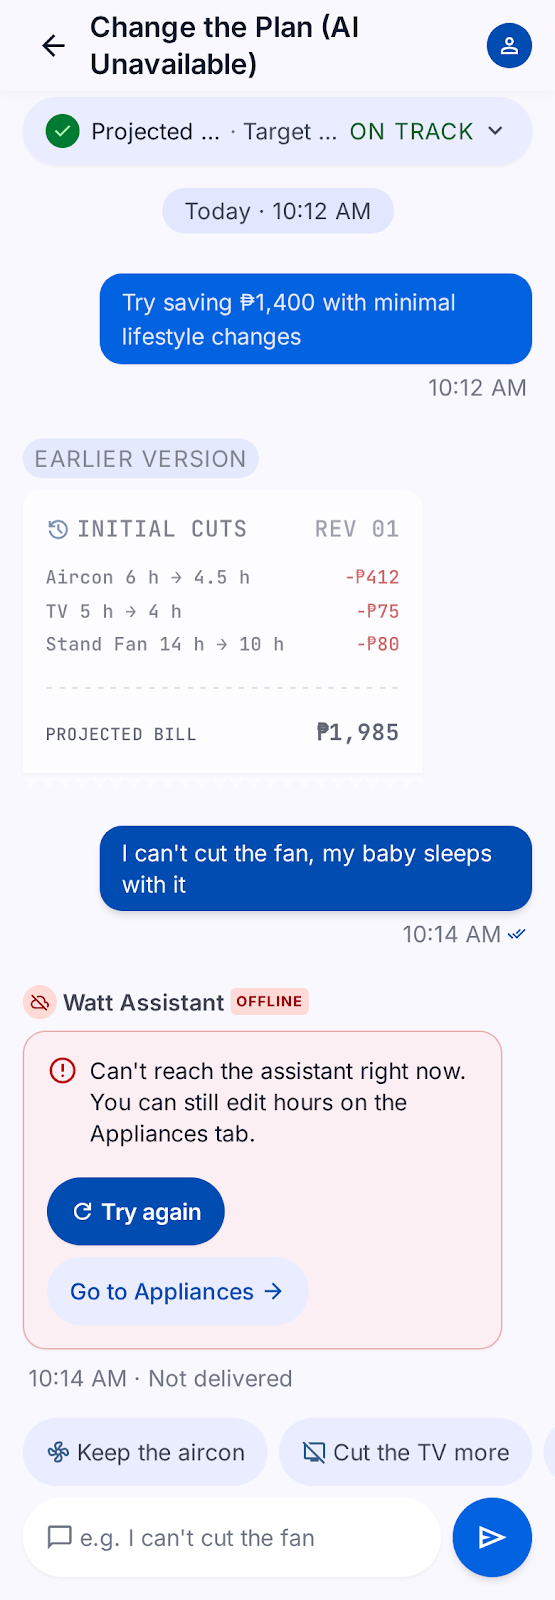 Change the Plan (AI
Unavailable)
Projected ... · Target ... ON TRACK
Today · 10:12 AM
Try saving ₱1,400 with minimal
lifestyle changes
10:12 AM
EARLIER VERSION
INITIAL CUTS REV 01
Aircon 6 h → 4.5 h -₱412
TV 5 h → 4 h -₱75
Stand Fan 14 h → 10 h -₱80
PROJECTED BILL ₱1,985
I can't cut the fan, my baby sleeps
with it
10:14 AM
Watt Assistant OFFLINE
Can't reach the assistant right now.
You can still edit hours on the
Appliances tab.
Try again
Go to Appliances →
10:14 AM · Not delivered
Keep the aircon Cut the TV more
e.g. I can't cut the fan